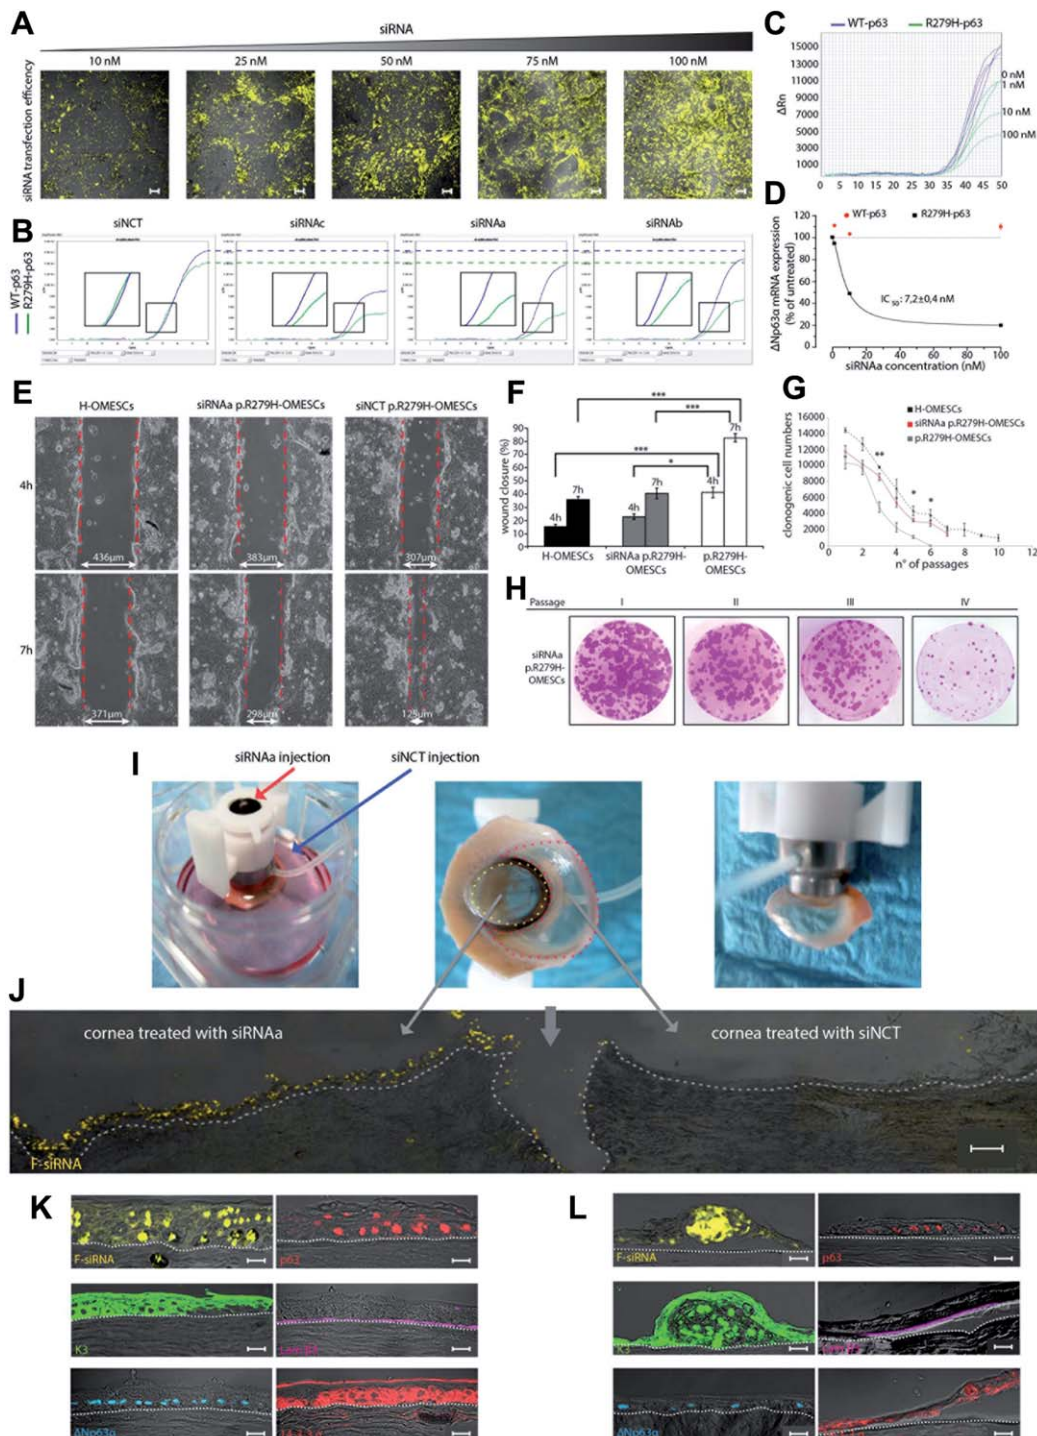 A
siRNA
10 nM 25 nM 50 nM 75 nM 100 nM
siRNA transfection efficency
B
siNCT siRNAc siRNAa siRNAb
WT-p63
R279H-p63
C
WT-p63 R279H-p63
15000
13000
11000
9000
7000
5000
3000
1000
ΔRn
0 nM
1 nM
10 nM
100 nM
0 5 10 15 20 25 30 35 40 45 50
D
WT-p63 R279H-p63
120
100
80
60
40
20
0
ΔNp63α mRNA expression
(% of untreated)
IC50: 7,2±0,4 nM
0 20 40 60 80 100
siRNAa concentration (nM)
E
H-OMESCs siRNAa p.R279H-OMESCs siNCT p.R279H-OMESCs
4h
436µm 383µm 307µm
7h
371µm 298µm 125µm
F
90
80
70
60
50
40
30
20
10
0
wound closure (%)
***
***
***
*
4h 7h 4h 7h 4h 7h
H-OMESCs siRNAa p.R279H-OMESCs p.R279H-OMESCs
G
H-OMESCs
siRNAa p.R279H-OMESCs
p.R279H-OMESCs
16000
14000
12000
10000
8000
6000
4000
2000
0
clonogenic cell numbers
** * *
0 2 4 6 8 10 12
n° of passages
H
Passage I II III IV
siRNAa
p.R279H-
OMESCs
I
siRNAa injection siNCT injection
J
cornea treated with siRNAa cornea treated with siNCT
F-siRNA
K
F-siRNA p63
K3
ΔNp63α
L
F-siRNA p63
K3
ΔNp63α